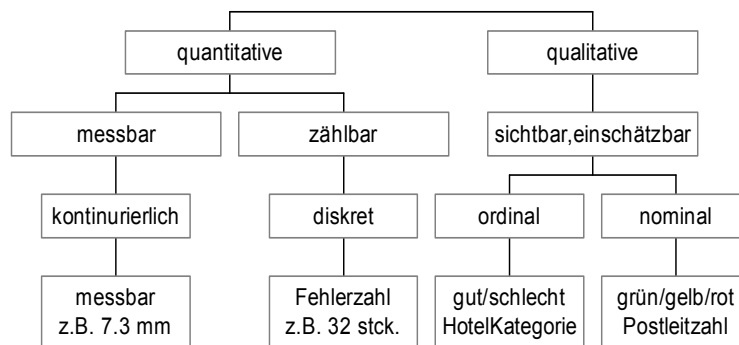 quantitative
qualitative
messbar
zählbar
sichtbar,einschätzbar
kontinurierlich
diskret
ordinal
nominal
messbar
z.B. 7.3 mm
Fehlerzahl
z.B. 32 stck.
gut/schlecht
HotelKategorie
grün/gelb/rot
Postleitzahl